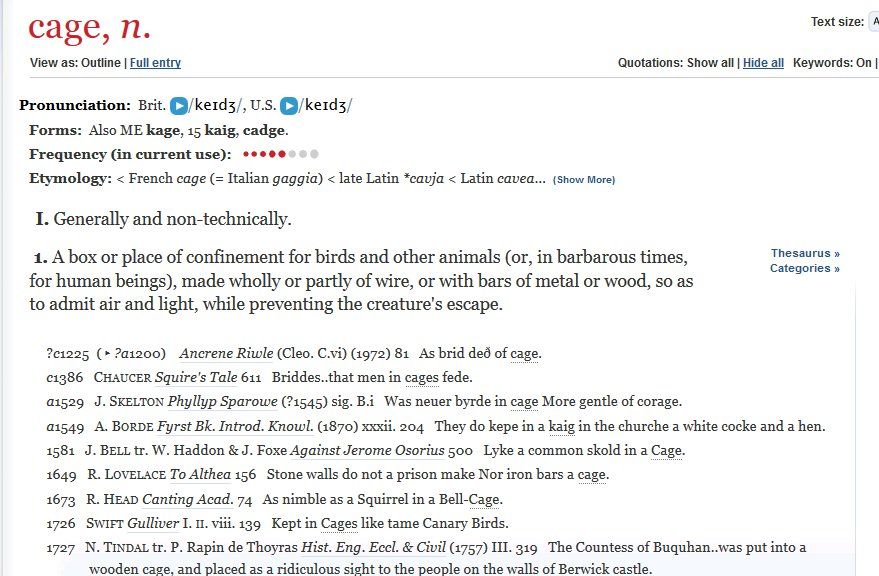 cage, n.
Text size: A
View as: Outline | Full entry
Quotations: Show all | Hide all Keywords: On |
Pronunciation: Brit. /keɪdʒ/, U.S. /keɪdʒ/
Forms: Also ME kage, 15 kaig, cadge.
Frequency (in current use):
Etymology: < French cage (= Italian gaggia) < late Latin *cavja < Latin cavea... (Show More)
I. Generally and non-technically.
1. A box or place of confinement for birds and other animals (or, in barbarous times,
for human beings), made wholly or partly of wire, or with bars of metal or wood, so as
to admit air and light, while preventing the creature's escape.
Thesaurus »
Categories »
?c1225 (▸ ?a1200) Ancrene Riwle (Cleo. C.vi) (1972) 81 As brid deð of cage.
c1386 CHAUCER Squire's Tale 611 Briddes..that men in cages fede.
a1529 J. SKELTON Phyllyp Sparowe (?1545) sig. B.i Was neuer byrde in cage More gentle of corage.
a1549 A. BORDE Fyrst Bk. Introd. Knowl. (1870) xxxii. 204 They do kepe in a kaig in the churche a white cocke and a hen.
1581 J. BELL tr. W. Haddon & J. Foxe Against Jerome Osorius 500 Lyke a common skold in a Cage.
1649 R. LOVELACE To Althea 156 Stone walls do not a prison make Nor iron bars a cage.
1673 R. HEAD Canting Acad. 74 As nimble as a Squirrel in a Bell-Cage.
1726 SWIFT Gulliver I. II. viii. 139 Kept in Cages like tame Canary Birds.
1727 N. TINDAL tr. P. Rapin de Thoyras Hist. Eng. Eccl. & Civil (1757) III. 319 The Countess of Buquhan..was put into a
wooden cage, and placed as a ridiculous sight to the people on the walls of Berwick castle.